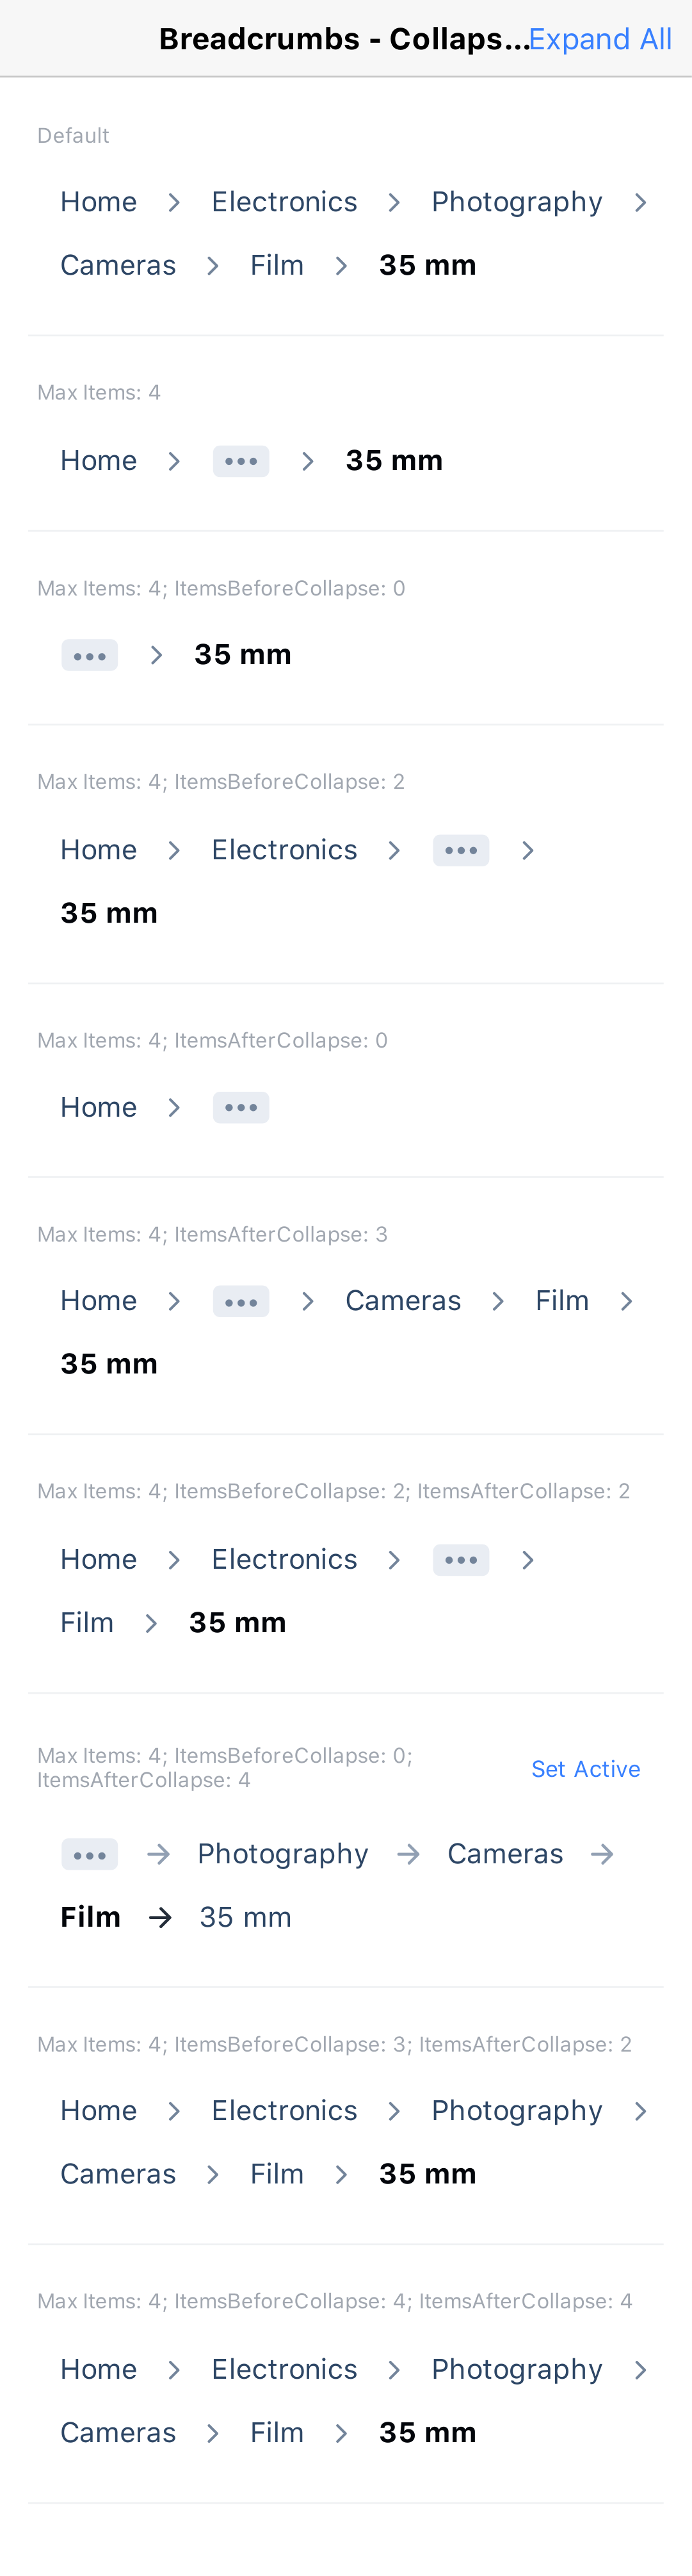 Breadcrumbs - Collaps... Expand All
Default
Home > Electronics > Photography >
Cameras > Film > 35 mm
Max Items: 4
Home > ••• > 35 mm
Max Items: 4; ItemsBeforeCollapse: 0
••• > 35 mm
Max Items: 4; ItemsBeforeCollapse: 2
Home > Electronics > ••• >
35 mm
Max Items: 4; ItemsAfterCollapse: 0
Home > •••
Max Items: 4; ItemsAfterCollapse: 3
Home > ••• > Cameras > Film >
35 mm
Max Items: 4; ItemsBeforeCollapse: 2; ItemsAfterCollapse: 2
Home > Electronics > ••• >
Film > 35 mm
Max Items: 4; ItemsBeforeCollapse: 0;
ItemsAfterCollapse: 4
Set Active
••• → Photography → Cameras →
Film → 35 mm
Max Items: 4; ItemsBeforeCollapse: 3; ItemsAfterCollapse: 2
Home > Electronics > Photography >
Cameras > Film > 35 mm
Max Items: 4; ItemsBeforeCollapse: 4; ItemsAfterCollapse: 4
Home > Electronics > Photography >
Cameras > Film > 35 mm